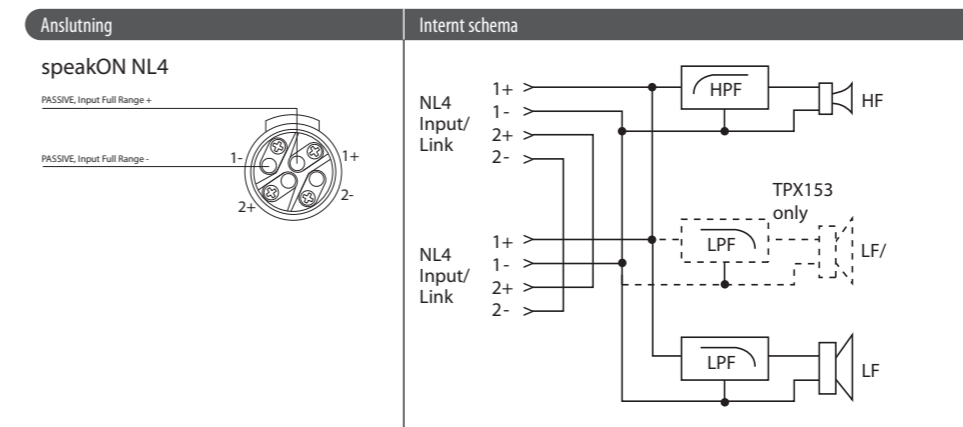 Anslutning
Internt schema
speakON NL4
PASSIVE, Input Full Range +
PASSIVE, Input Full Range -
1-
1+
2+
2-
NL4
Input/
Link
1+
1-
2+
2-
HPF
HF
TPX153
only
NL4
Input/
Link
1+
1-
2+
2-
LPF
LF/
LPF
LF